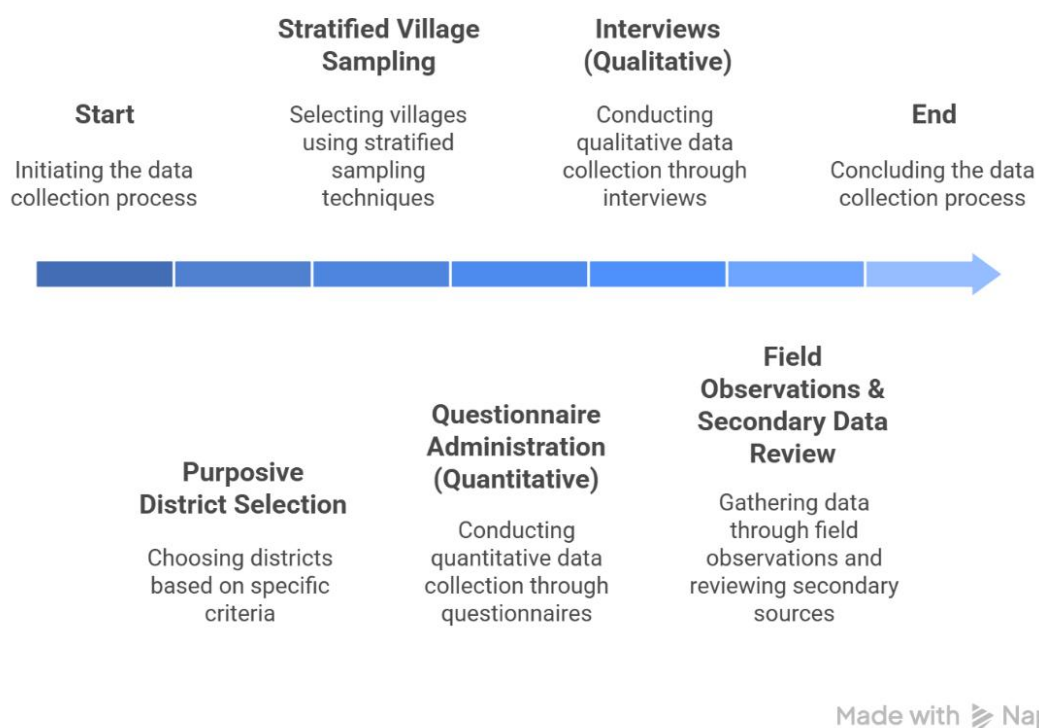 Start
Initiating the data
collection process
Purposive
District Selection
Choosing districts
based on specific
criteria
Stratified Village
Sampling
Selecting villages
using stratified
sampling
techniques
Questionnaire
Administration
(Quantitative)
Conducting
quantitative data
collection through
questionnaires
Interviews
(Qualitative)
Conducting
qualitative data
collection through
interviews
Field
Observations &
Secondary Data
Review
Gathering data
through field
observations and
reviewing secondary
sources
End
Concluding the data
collection process
Made with